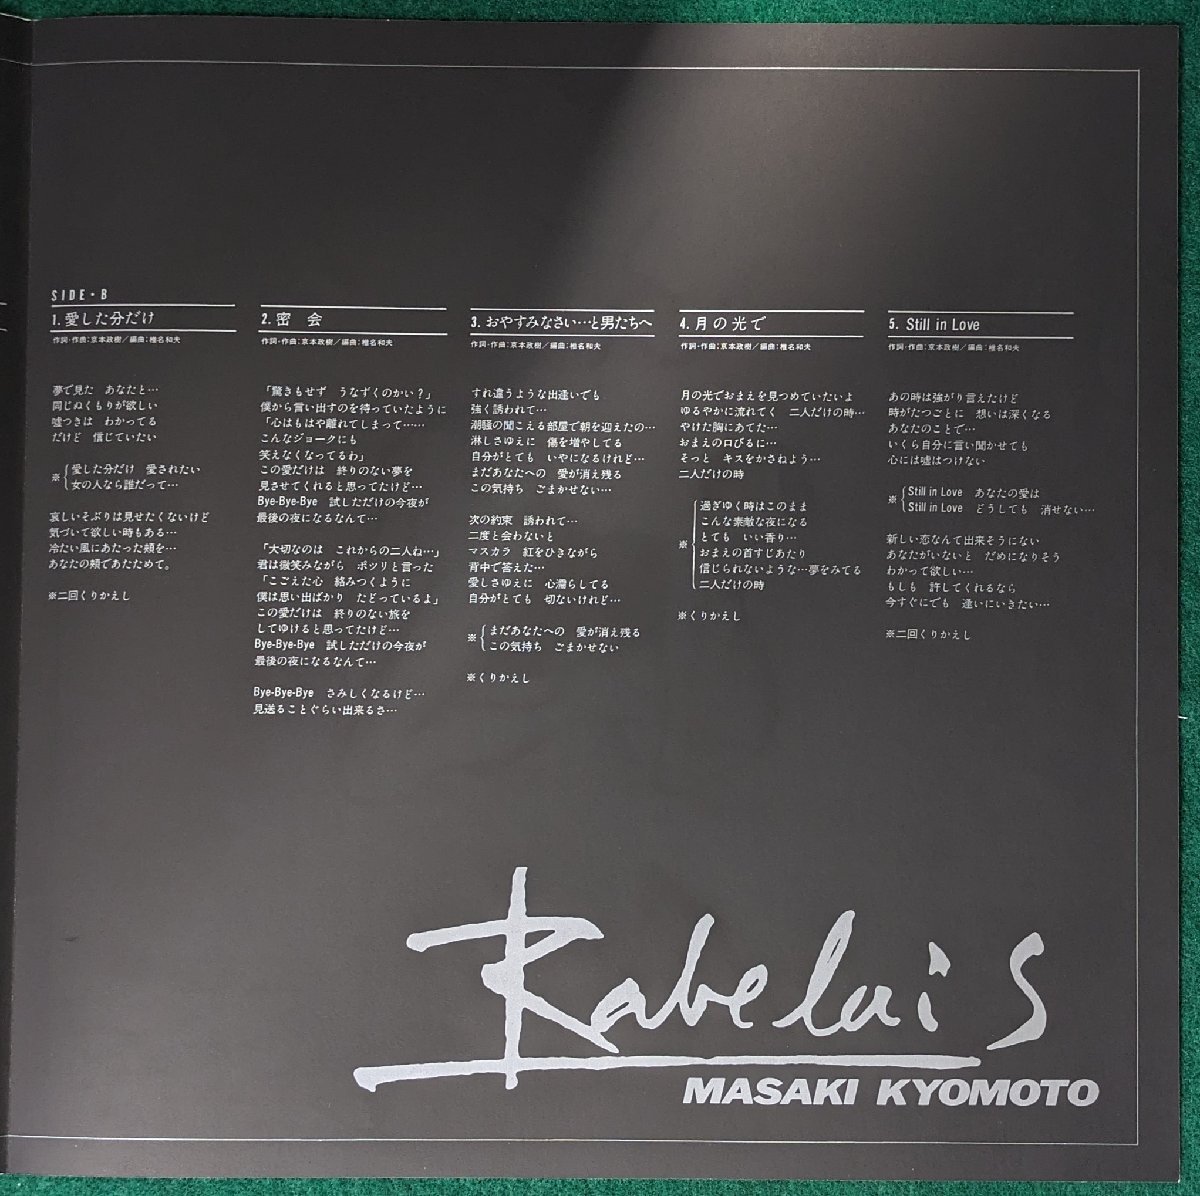 SIDE・B
1. 愛した分だけ
作詞・作曲：京本政樹／編曲：椎名和夫
夢で見た　あなたと…
同じぬくもりが欲しい
嘘つきは　わかってる
だけど　信じていたい
※｛愛した分だけ　愛されたい
女の人なら誰だって…
哀しいそぶりは見せたくないけど
気づいて欲しい時もある…
冷たい風にあたった頬を…
あなたの頬であたためて。
※二回くりかえし
2. 密　会
作詞・作曲：京本政樹／編曲：椎名和夫
「驚きもせず　うなずくのかい？」
僕から言い出すのを待っていたように
「心はもはや離れてしまって……
こんなジョークにも
笑えなくなってるわ」
この愛だけは　終りのない夢を
見させてくれると思ってたけど…
Bye-Bye-Bye　試しただけの今夜が
最後の夜になるなんて…
「大切なのは　これからの二人ね…」
君は微笑みながら　ポツリと言った
「こごえた心　絡みつくように
僕は思い出ばかり　たどっているよ」
この愛だけは　終りのない旅を
してゆけると思ってたけど…
Bye-Bye-Bye　試しただけの今夜が
最後の夜になるなんて…
Bye-Bye-Bye　さみしくなるけど…
見送ることぐらい出来るさ…
3. おやすみなさい…と男たちへ
作詞・作曲：京本政樹／編曲：椎名和夫
すれ違うような出逢いでも
強く誘われて…
潮騒の聞こえる部屋で朝を迎えたの…
淋しさゆえに　傷を増やしてる
自分がとても　いやになるけれど…
まだあなたへの　愛が消え残る
この気持ち　ごまかせない…
次の約束　誘われて…
二度と会わないと
マスカラ　紅をひきながら
背中で答えた…
愛しさゆえに　心濡らしてる
自分がとても　切ないけれど…
※｛まだあなたへの　愛が消え残る
この気持ち　ごまかせない
※くりかえし
4. 月の光で
作詞・作曲：京本政樹／編曲：椎名和夫
月の光でおまえを見つめていたいよ
ゆるやかに流れてく　二人だけの時…
やけた胸にあてた…
おまえの口びるに…
そっと　キスをかさねよう…
二人だけの時
※｛過ぎゆく時はこのまま
こんな素敵な夜になる
とても　いい香り…
おまえの首すじあたり
信じられないような…夢をみてる
二人だけの時
※くりかえし
5. Still in Love
作詞・作曲：京本政樹／編曲：椎名和夫
あの時は強がり言えたけど
時がたつごとに　想いは深くなる
あなたのことで…
いくら自分に言い聞かせても
心には嘘はつけない
※｛Still in Love　あなたの愛は
Still in Love　どうしても　消せない…
新しい恋なんて出来そうにない
あなたがいないと　だめになりそう
わかって欲しい…
もしも　許してくれるなら
今すぐにでも　逢いにいきたい…
※二回くりかえし
Rabelais
MASAKI KYOMOTO